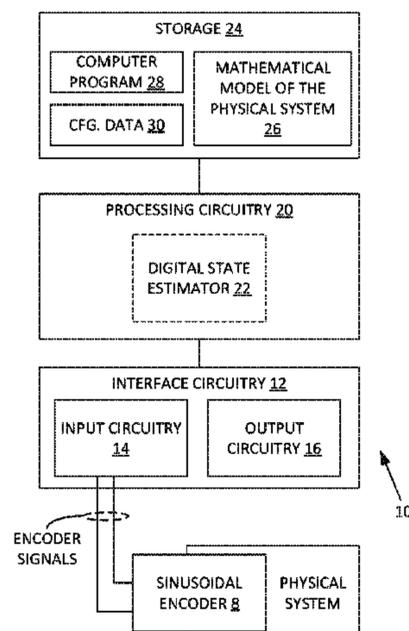 STORAGE 24
COMPUTER
PROGRAM 28
CFG. DATA 30
MATHEMATICAL
MODEL OF THE
PHYSICAL SYSTEM
26
PROCESSING CIRCUITRY 20
DIGITAL STATE
ESTIMATOR 22
INTERFACE CIRCUITRY 12
INPUT CIRCUITRY
14
OUTPUT
CIRCUITRY 16
10
ENCODER
SIGNALS
SINUSOIDAL
ENCODER 8
PHYSICAL
SYSTEM